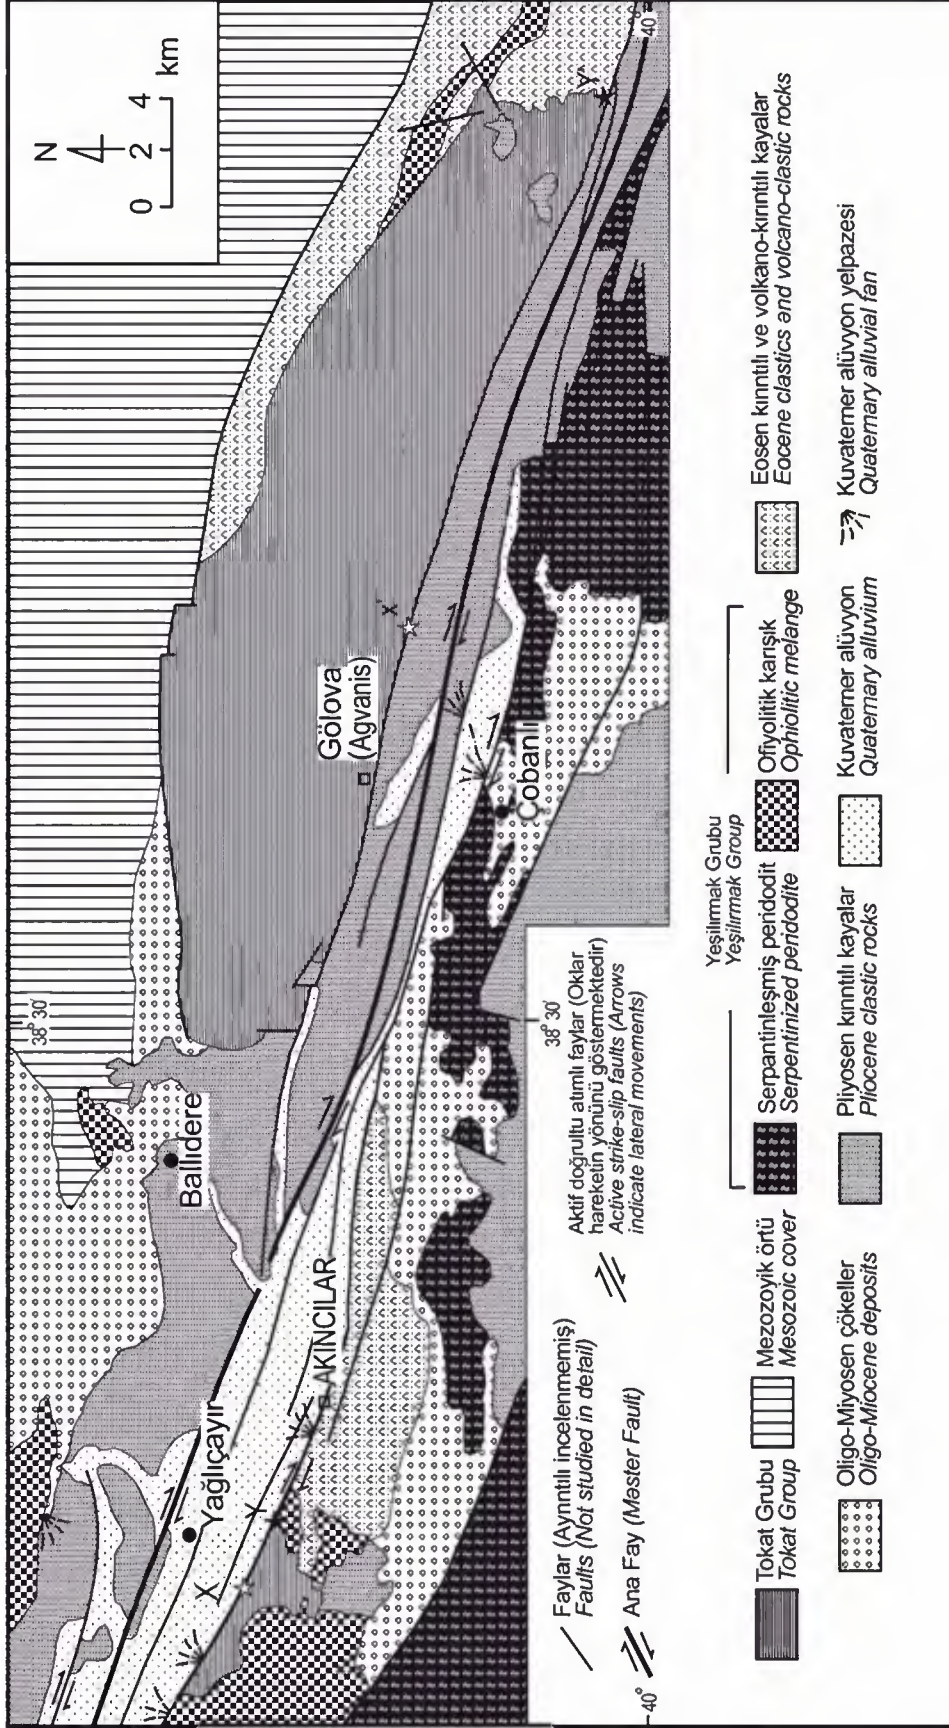 N
0 2 4
km
38° 30'
Ballıdere
Yağlıçayır
AKINCILAR
Gölova
(Agvanis)
Çobanlı
X
Y
X'
Y'
40°
38° 30'
40°
Faylar (Ayrıntılı incelenmemiş)
Faults (Not studied in detail)
Ana Fay (Master Fault)
Aktif doğrultu atımlı faylar (Oklar
hareketin yönünü göstermektedir)
Active strike-slip faults (Arrows
indicate lateral movements)
Yeşilırmak Grubu
Yeşilırmak Group
Tokat Grubu
Tokat Group
Mezozoyik örtü
Mesozoic cover
Serpantinleşmiş peridodit
Serpentinized peridodite
Ofiyolitik karışık
Ophiolitic melange
Eosen kırıntılı ve volkano-kırıntılı kayalar
Eocene clastics and volcano-clastic rocks
Oligo-Miyosen çökeller
Oligo-Miocene deposits
Pliyosen kırıntılı kayalar
Pliocene clastic rocks
Kuvaterner alüvyon
Quaternary alluvium
Kuvaterner alüvyon yelpazesi
Quaternary alluvial fan